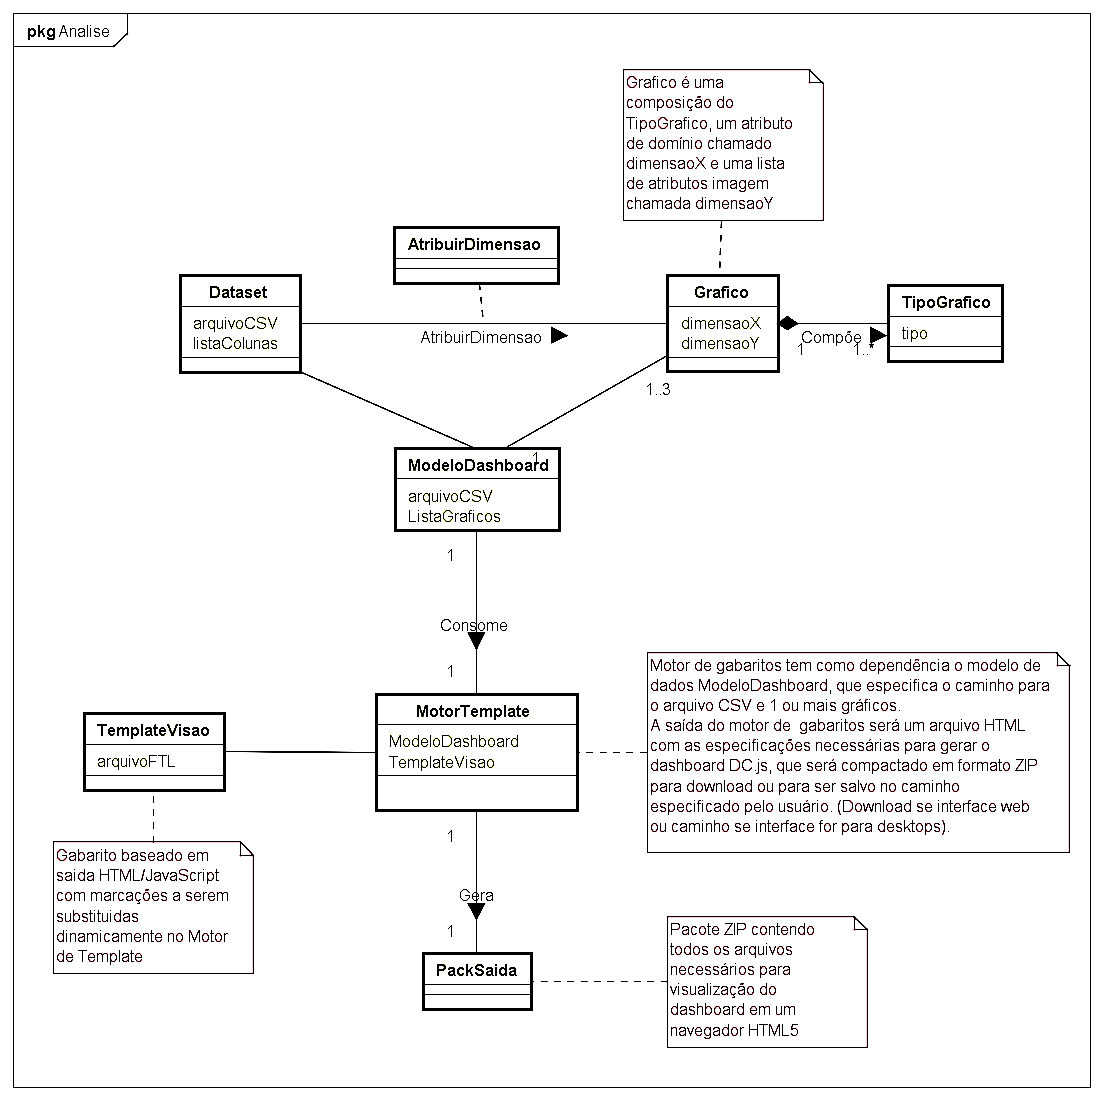 pkg Analise
Grafico é uma
composição do
TipoGrafico, um atributo
de domínio chamado
dimensaoX e uma lista
de atributos imagem
chamada dimensaoY
AtribuirDimensao
Dataset
arquivoCSV
listaColunas
AtribuirDimensao
Grafico
dimensaoX
dimensaoY
Compõe
1
1..*
TipoGrafico
tipo
1..3
1
ModeloDashboard
arquivoCSV
ListaGraficos
1
Consome
1
MotorTemplate
ModeloDashboard
TemplateVisao
Motor de gabaritos tem como dependência o modelo de
dados ModeloDashboard, que especifica o caminho para
o arquivo CSV e 1 ou mais gráficos.
A saída do motor de  gabaritos será um arquivo HTML
com as especificações necessárias para gerar o
dashboard DC.js, que será compactado em formato ZIP
para download ou para ser salvo no caminho
especificado pelo usuário. (Download se interface web
ou caminho se interface for para desktops).
TemplateVisao
arquivoFTL
Gabarito baseado em
saida HTML/JavaScript
com marcações a serem
substituidas
dinamicamente no Motor
de Template
1
Gera
1
PackSaida
Pacote ZIP contendo
todos os arquivos
necessários para
visualização do
dashboard em um
navegador HTML5